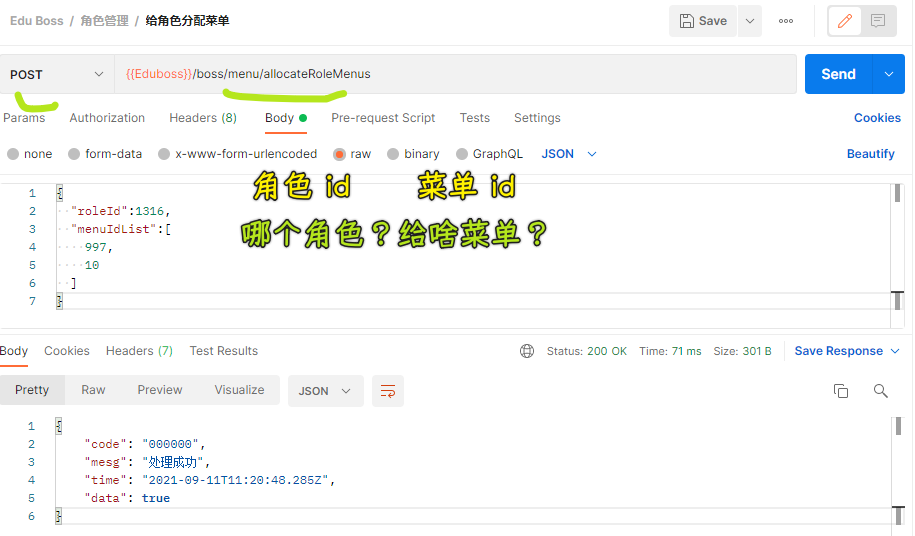 Edu Boss / 角色管理 / 给角色分配菜单
Save
POST
{{Eduboss}}/boss/menu/allocateRoleMenus
Send
Params Authorization Headers (8) Body Pre-request Script Tests Settings Cookies
none form-data x-www-form-urlencoded raw binary GraphQL JSON Beautify
角色 id 菜单 id
哪个角色？给啥菜单？
1 {
2 "roleId":1316,
3 "menuIdList":[
4 997,
5 10
6 ]
7 }
Body Cookies Headers (7) Test Results Status: 200 OK Time: 71 ms Size: 301 B Save Response
Pretty Raw Preview Visualize JSON
1 {
2 "code": "000000",
3 "mesg": "处理成功",
4 "time": "2021-09-11T11:20:48.285Z",
5 "data": true
6 }